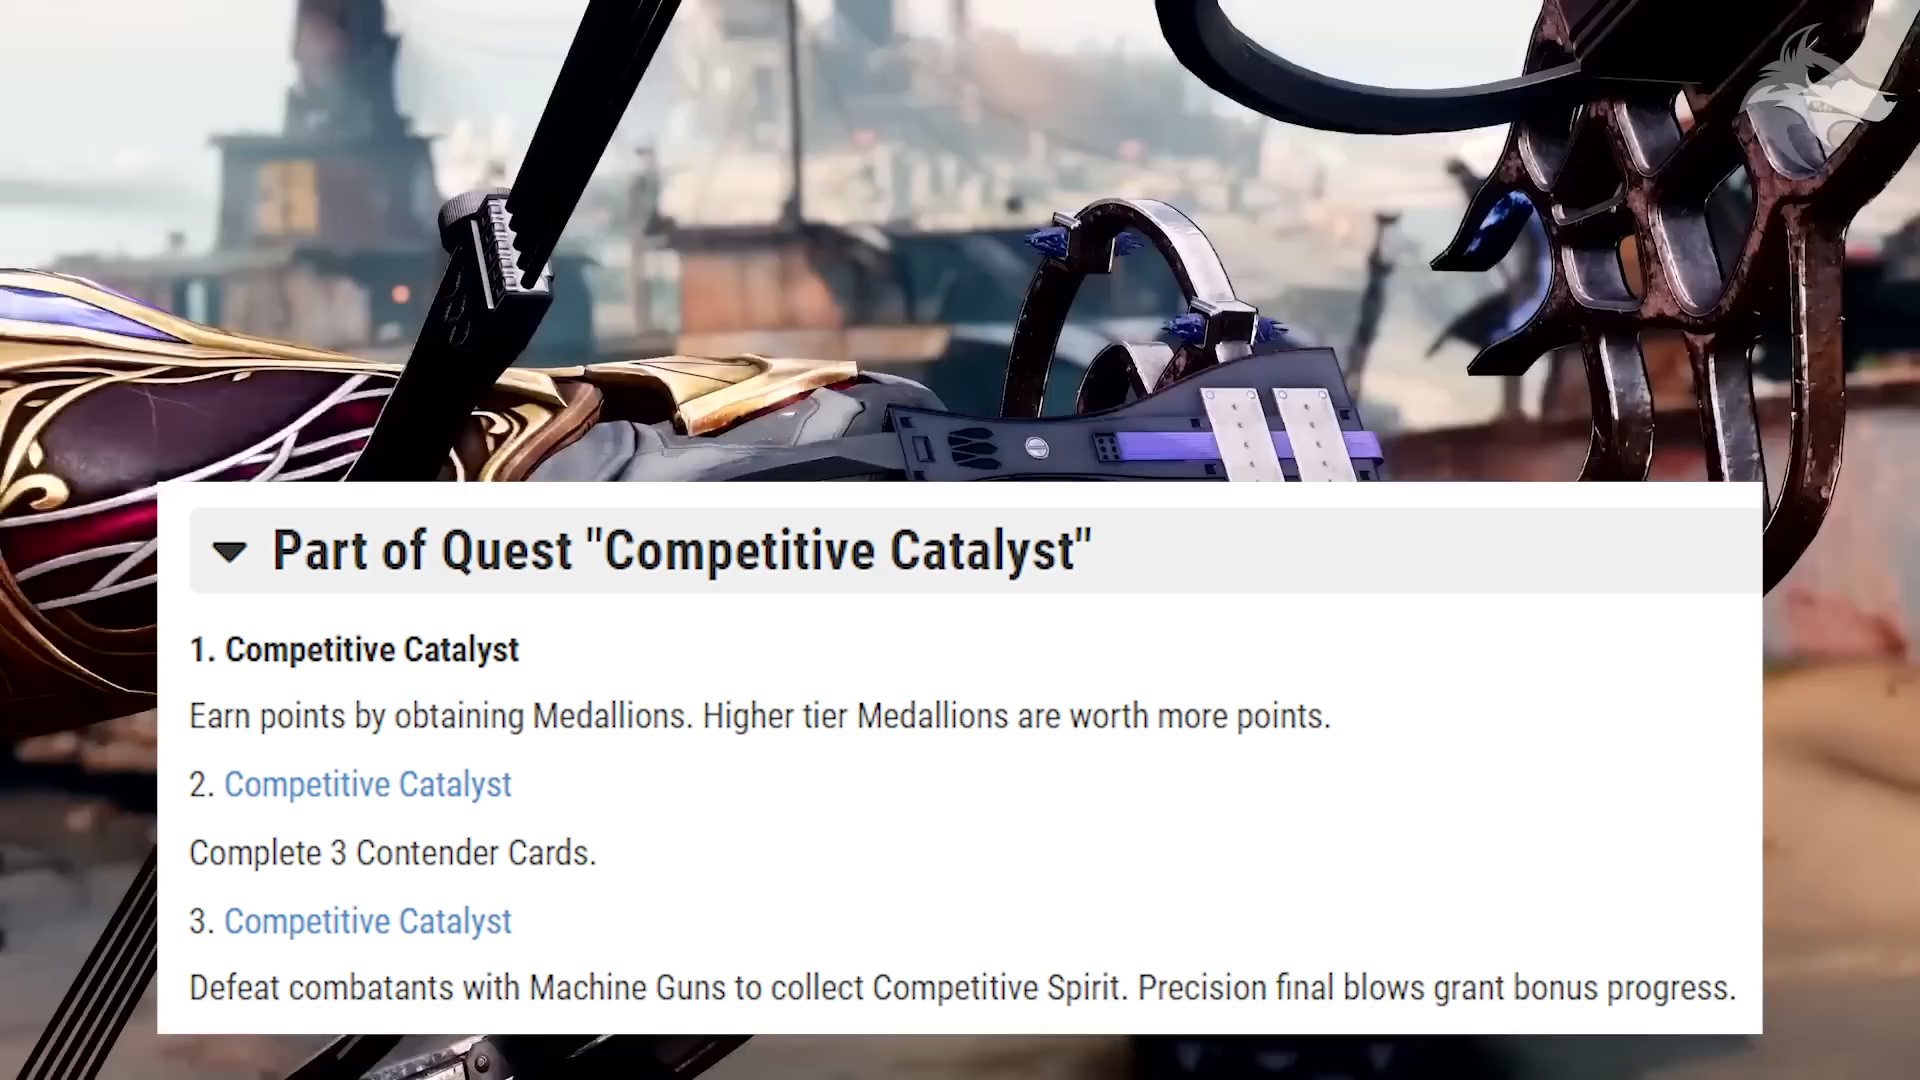 Part of Quest "Competitive Catalyst"
1. Competitive Catalyst
Earn points by obtaining Medallions. Higher tier Medallions are worth more points.
2. Competitive Catalyst
Complete 3 Contender Cards.
3. Competitive Catalyst
Defeat combatants with Machine Guns to collect Competitive Spirit. Precision final blows grant bonus progress.